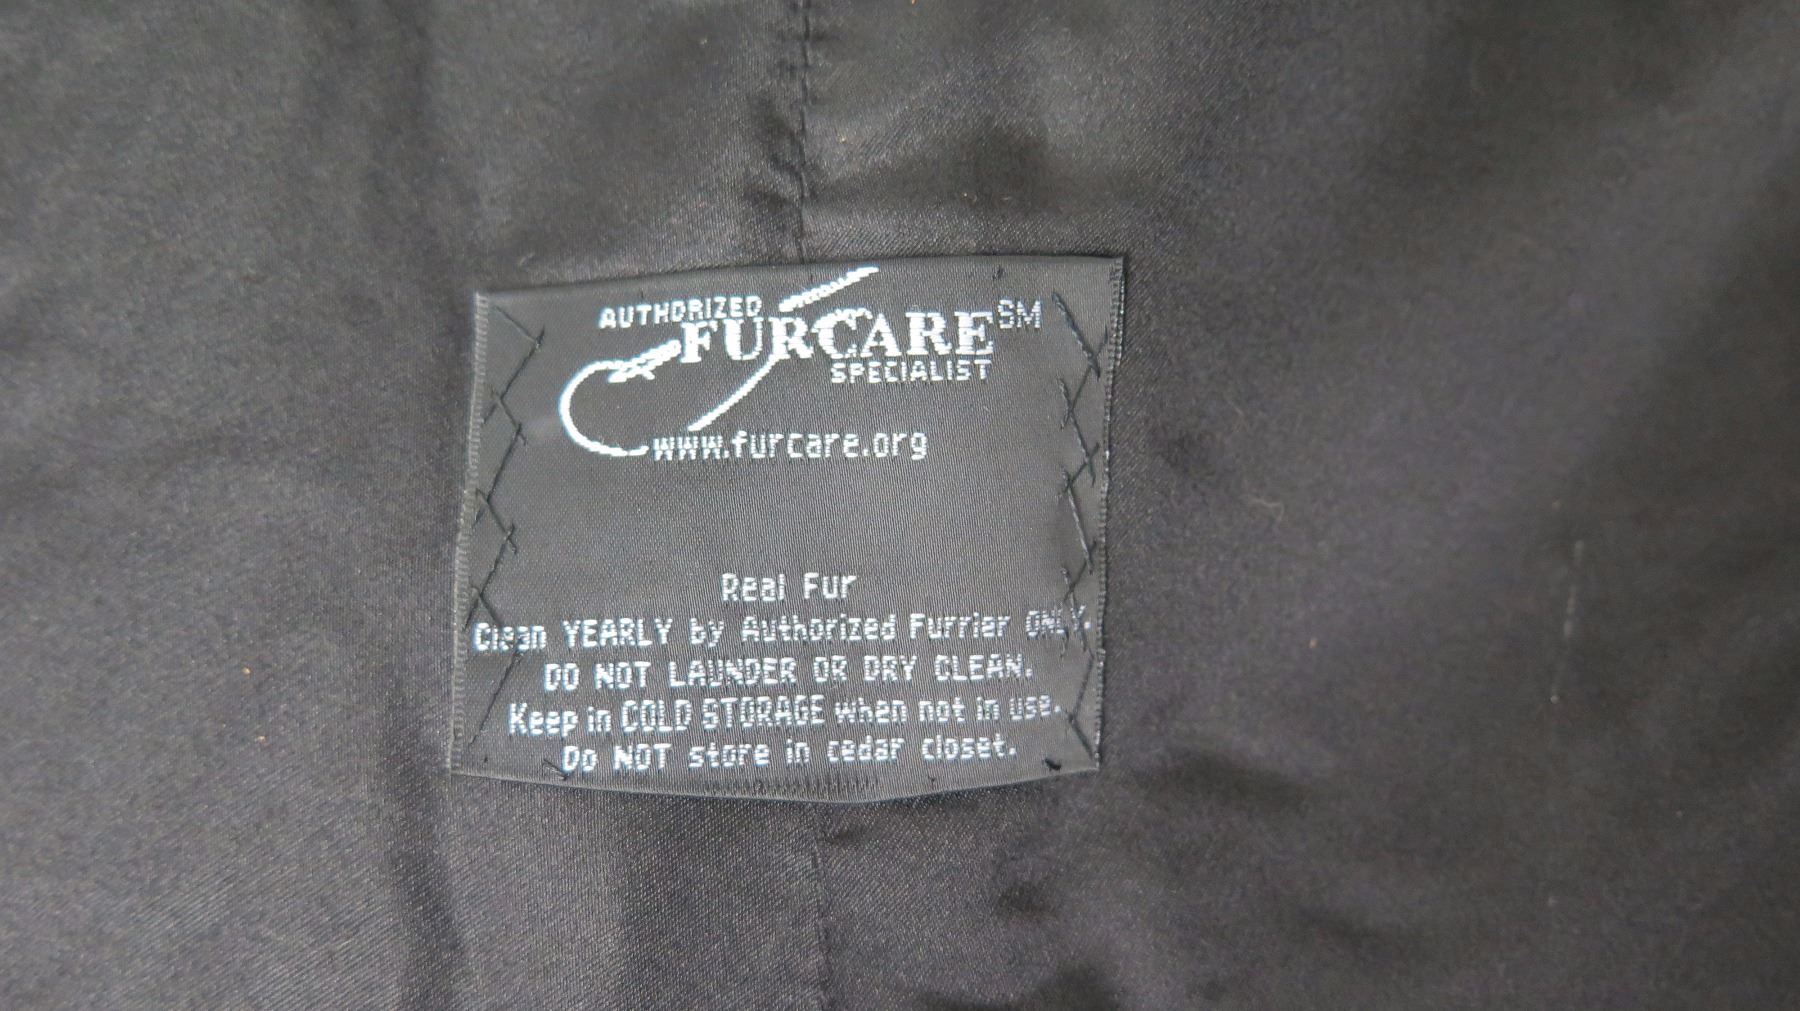 AUTHORIZED
FURCARE SM
SPECIALIST
www.furcare.org
Real Fur
Clean YEARLY by Authorized Furrier ONLY.
DO NOT LAUNDER OR DRY CLEAN.
Keep in COLD STORAGE when not in use.
Do NOT store in cedar closet.